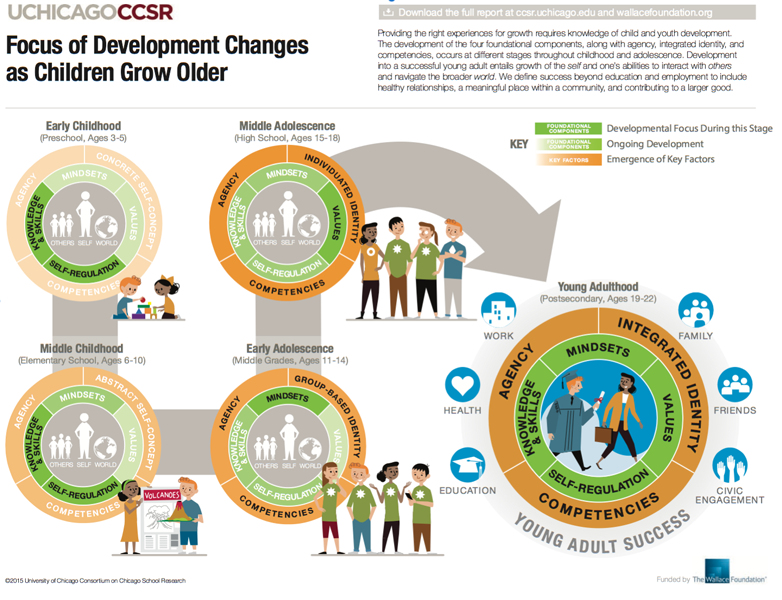 UCHICAGOCCSR
Download the full report at ccsr.uchicago.edu and wallacefoundation.org
Focus of Development Changes
as Children Grow Older
Providing the right experiences for growth requires knowledge of child and youth development.
The development of the four foundational components, along with agency, integrated identity, and
competencies, occurs at different stages throughout childhood and adolescence. Development
into a successful young adult entails growth of the self and one's abilities to interact with others
and navigate the broader world. We define success beyond education and employment to include
healthy relationships, a meaningful place within a community, and contributing to a larger good.
KEY
FOUNDATIONAL
COMPONENTS
Developmental Focus During this Stage
FOUNDATIONAL
COMPONENTS
Ongoing Development
KEY FACTORS
Emergence of Key Factors
Early Childhood
(Preschool, Ages 3-5)
AGENCY
CONCRETE SELF-CONCEPT
COMPETENCIES
MINDSETS
KNOWLEDGE
& SKILLS
VALUES
SELF-REGULATION
OTHERS SELF WORLD
Middle Adolescence
(High School, Ages 15-18)
AGENCY
INDIVIDUATED IDENTITY
COMPETENCIES
MINDSETS
KNOWLEDGE
& SKILLS
VALUES
SELF-REGULATION
OTHERS SELF WORLD
Middle Childhood
(Elementary School, Ages 6-10)
AGENCY
ABSTRACT SELF-CONCEPT
COMPETENCIES
MINDSETS
KNOWLEDGE
& SKILLS
VALUES
SELF-REGULATION
OTHERS SELF WORLD
VOLCANOES
Early Adolescence
(Middle Grades, Ages 11-14)
AGENCY
GROUP-BASED IDENTITY
COMPETENCIES
MINDSETS
KNOWLEDGE
& SKILLS
VALUES
SELF-REGULATION
OTHERS SELF WORLD
Young Adulthood
(Postsecondary, Ages 19-22)
WORK
FAMILY
HEALTH
FRIENDS
EDUCATION
CIVIC
ENGAGEMENT
AGENCY
INTEGRATED IDENTITY
COMPETENCIES
MINDSETS
KNOWLEDGE
& SKILLS
VALUES
SELF-REGULATION
YOUNG ADULT SUCCESS
©2015 University of Chicago Consortium on Chicago School Research
Funded by The Wallace Foundation®